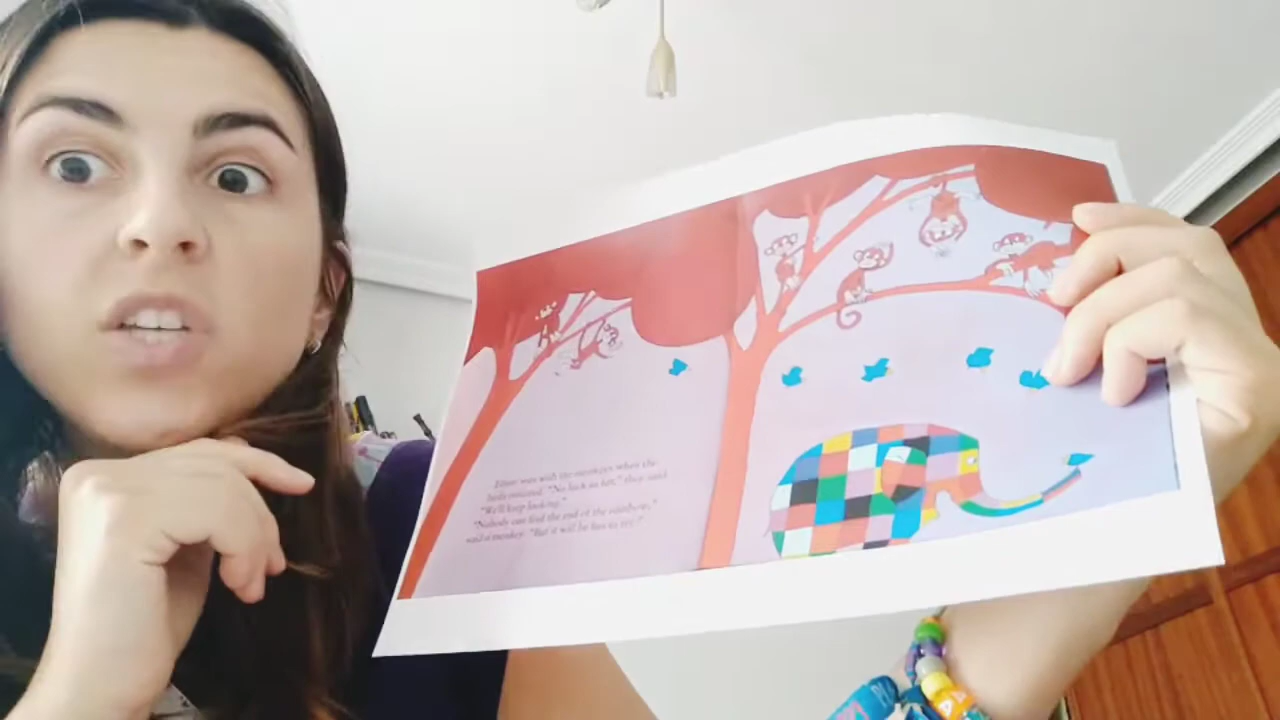 Elmer was with the monkeys when the
birds returned. "No luck so far," they said.
"We'll keep looking."
"Nobody can find the end of the rainbow,"
said a monkey. "But it will be fun to try!"